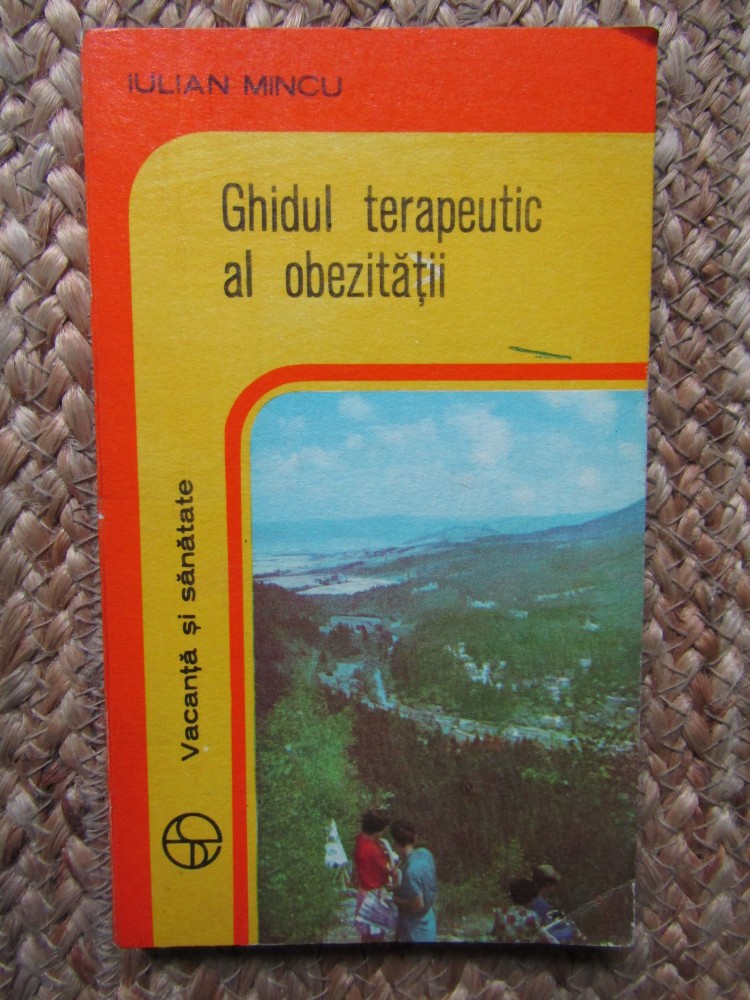 IULIAN MINCU
Ghidul terapeutic
al obezității
Vacanță și sănătate